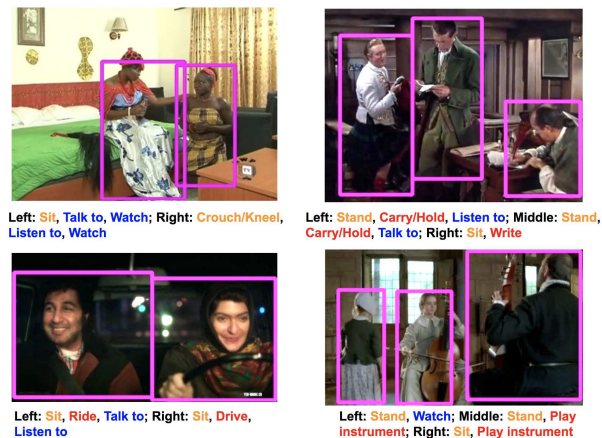 Left: Sit, Talk to, Watch; Right: Crouch/Kneel,
Listen to, Watch
Left: Stand, Carry/Hold, Listen to; Middle: Stand,
Carry/Hold, Talk to; Right: Sit, Write
Left: Sit, Ride, Talk to; Right: Sit, Drive,
Listen to
Left: Stand, Watch; Middle: Stand, Play
instrument; Right: Sit, Play instrument